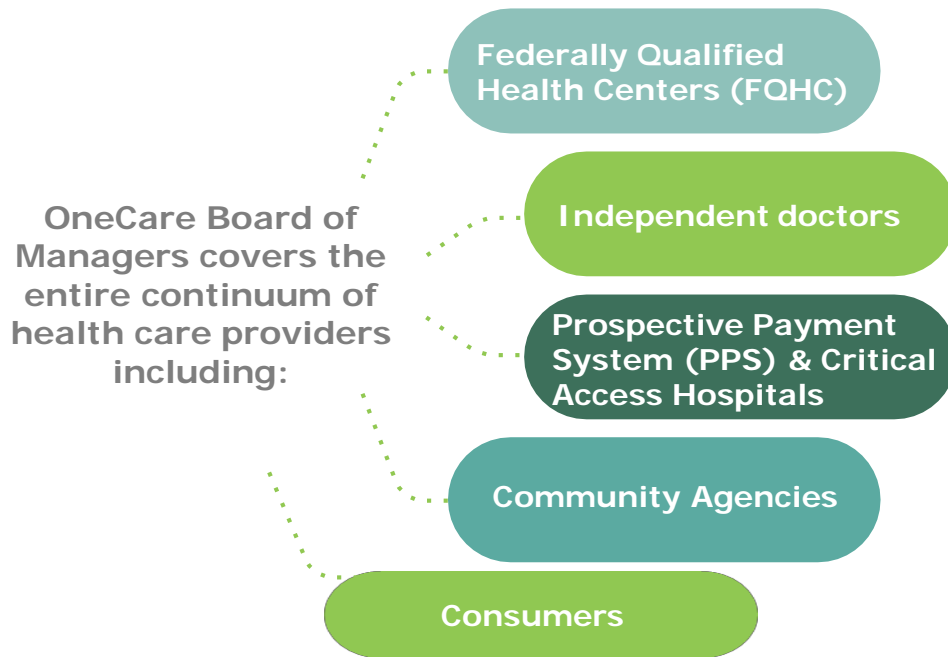 OneCare Board of
Managers covers the
entire continuum of
health care providers
including:
Federally Qualified
Health Centers (FQHC)
Independent doctors
Prospective Payment
System (PPS) & Critical
Access Hospitals
Community Agencies
Consumers